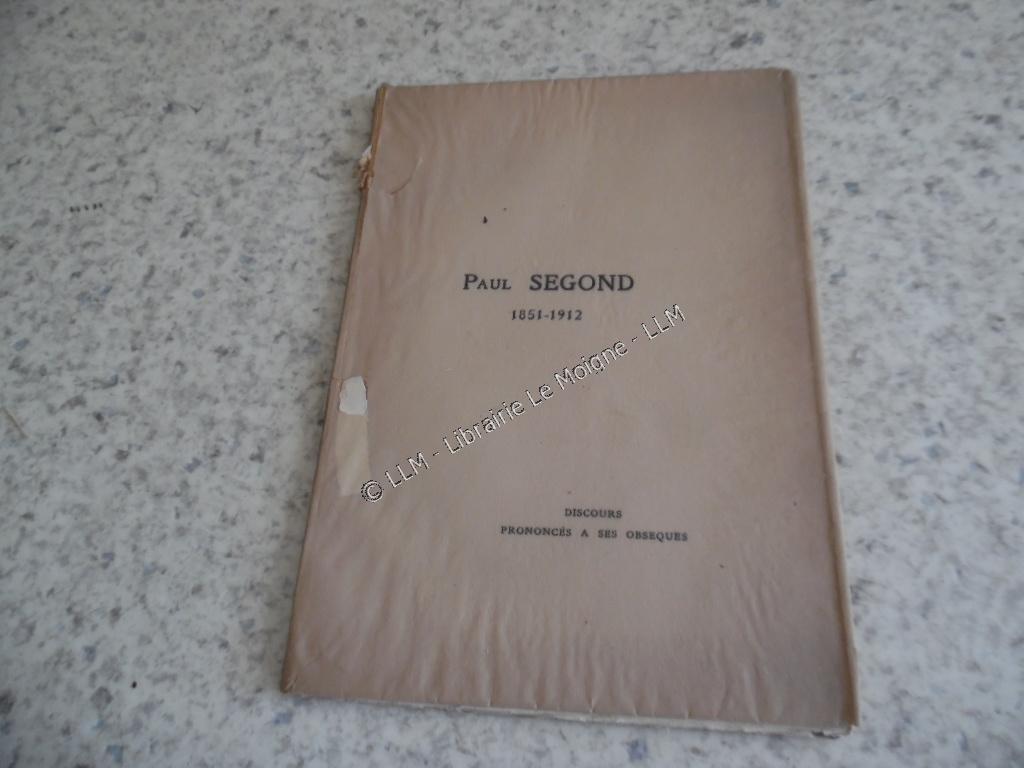 Paul SEGOND
1851-1912
© LLM - Librairie Le Moigne - LLM
DISCOURS
PRONONCÉS A SES OBSEQUES